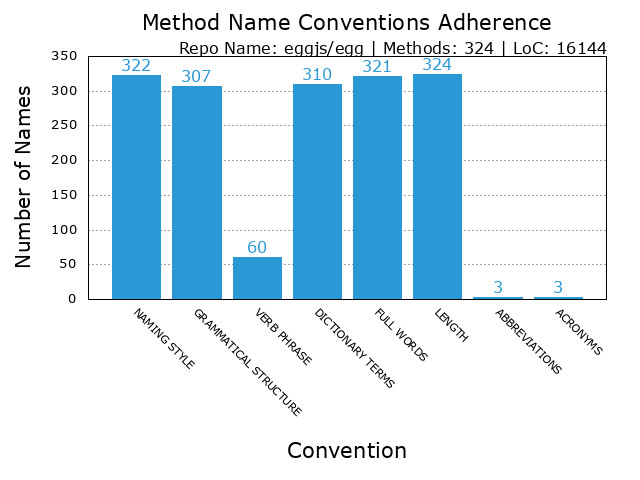 Method Name Conventions Adherence
Repo Name: eggjs/egg | Methods: 324 | LoC: 16144
Number of Names
350
300
250
200
150
100
50
0
322
307
60
310
321
324
3
3
NAMING STYLE
GRAMMATICAL STRUCTURE
VERB PHRASE
DICTIONARY TERMS
FULL WORDS
LENGTH
ABBREVIATIONS
ACRONYMS
Convention